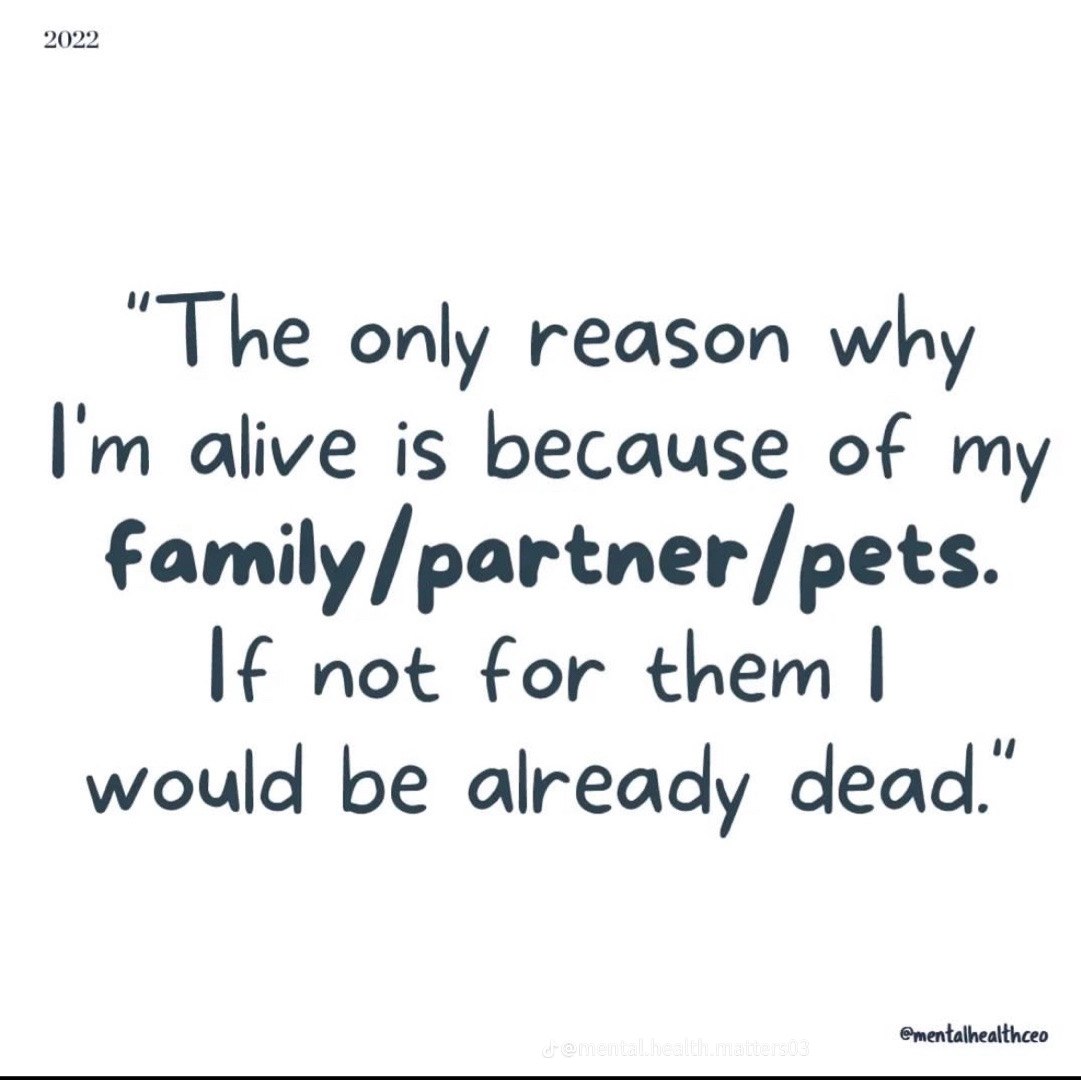 2022
"The only reason why
I'm alive is because of my
family/partner/pets.
If not for them I
would be already dead."
@mentalhealthceo
@mental.health.matters03